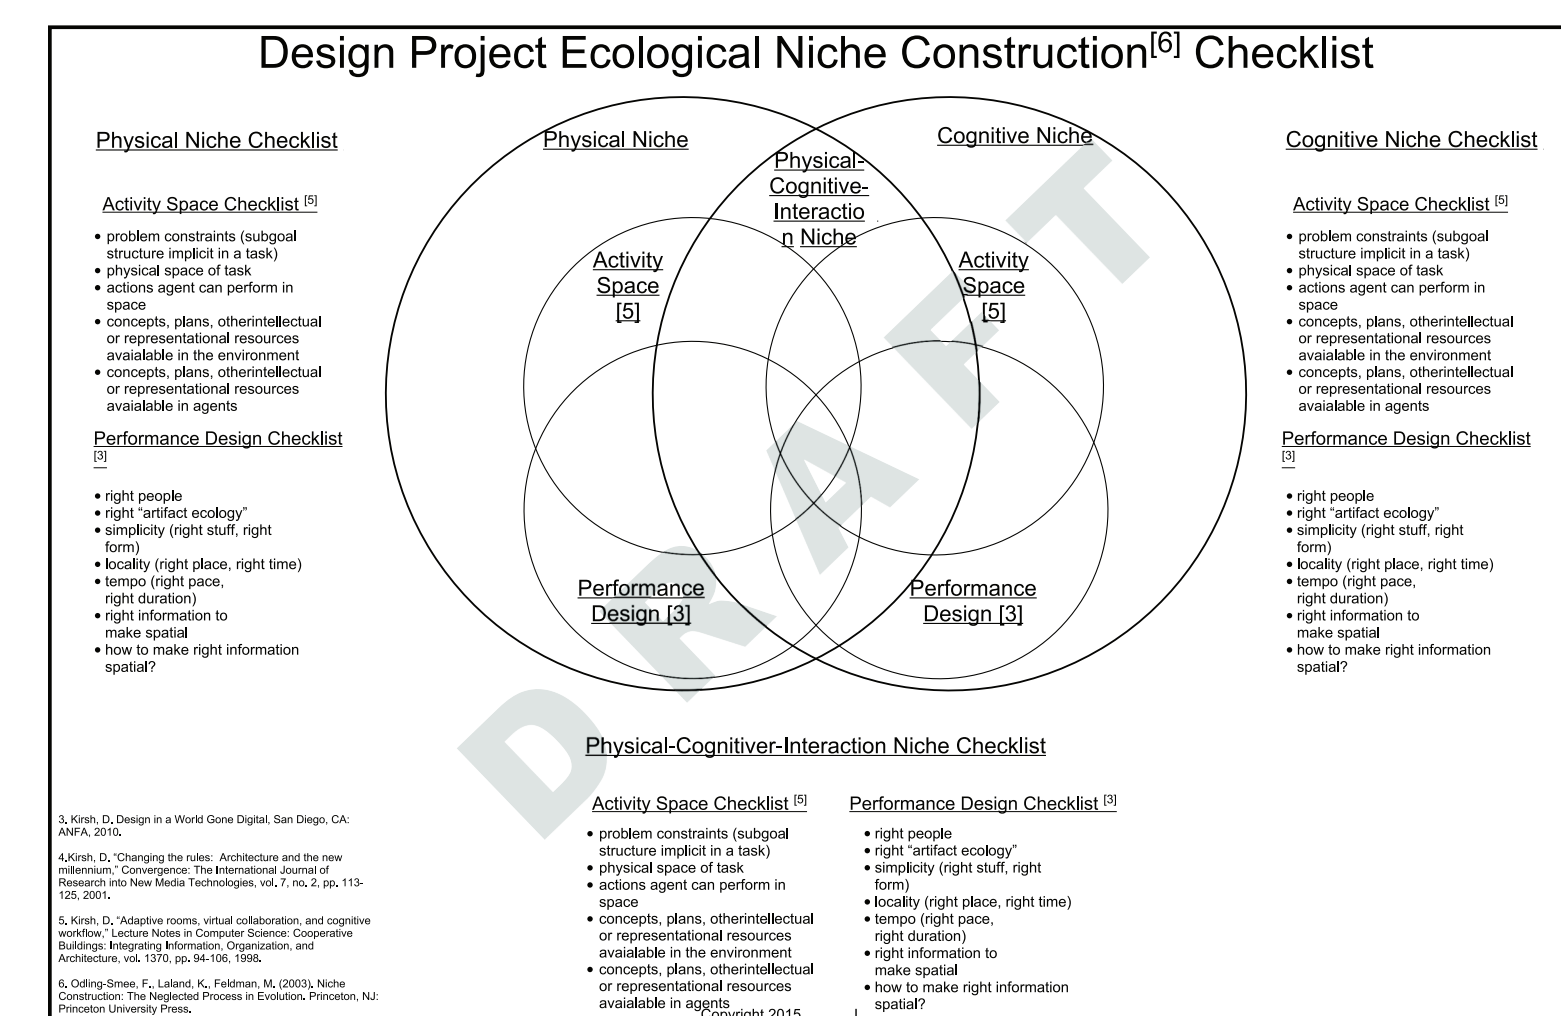 Design Project Ecological Niche Construction[6] Checklist
Physical Niche Checklist
Activity Space Checklist [5]
• problem constraints (subgoal
structure implicit in a task)
• physical space of task
• actions agent can perform in
space
• concepts, plans, otherintellectual
or representational resources
avaialable in the environment
• concepts, plans, otherintellectual
or representational resources
avaialable in agents
Performance Design Checklist
[3]
• right people
• right “artifact ecology”
• simplicity (right stuff, right
form)
• locality (right place, right time)
• tempo (right pace,
right duration)
• right information to
make spatial
• how to make right information
spatial?
Physical Niche
Cognitive Niche
Physical-
Cognitive-
Interactio
n Niche
Activity
Space
[5]
Activity
Space
[5]
Performance
Design [3]
Performance
Design [3]
DRAFT
Cognitive Niche Checklist
Activity Space Checklist [5]
• problem constraints (subgoal
structure implicit in a task)
• physical space of task
• actions agent can perform in
space
• concepts, plans, otherintellectual
or representational resources
avaialable in the environment
• concepts, plans, otherintellectual
or representational resources
avaialable in agents
Performance Design Checklist
[3]
• right people
• right “artifact ecology”
• simplicity (right stuff, right
form)
• locality (right place, right time)
• tempo (right pace,
right duration)
• right information to
make spatial
• how to make right information
spatial?
Physical-Cognitiver-Interaction Niche Checklist
Activity Space Checklist [5]
• problem constraints (subgoal
structure implicit in a task)
• physical space of task
• actions agent can perform in
space
• concepts, plans, otherintellectual
or representational resources
avaialable in the environment
• concepts, plans, otherintellectual
or representational resources
avaialable in agents
Performance Design Checklist [3]
• right people
• right “artifact ecology”
• simplicity (right stuff, right
form)
• locality (right place, right time)
• tempo (right pace,
right duration)
• right information to
make spatial
• how to make right information
spatial?
3. Kirsh, D. Design in a World Gone Digital, San Diego, CA:
ANFA, 2010.
4.Kirsh, D. “Changing the rules: Architecture and the new
millennium,” Convergence: The International Journal of
Research into New Media Technologies, vol. 7, no. 2, pp. 113-
125, 2001.
5. Kirsh, D. “Adaptive rooms, virtual collaboration, and cognitive
workflow,” Lecture Notes in Computer Science: Cooperative
Buildings: Integrating Information, Organization, and
Architecture, vol. 1370, pp. 94-106, 1998.
6. Odling-Smee, F., Laland, K., Feldman, M. (2003). Niche
Construction: The Neglected Process in Evolution. Princeton, NJ:
Princeton University Press.
Copyright 2015